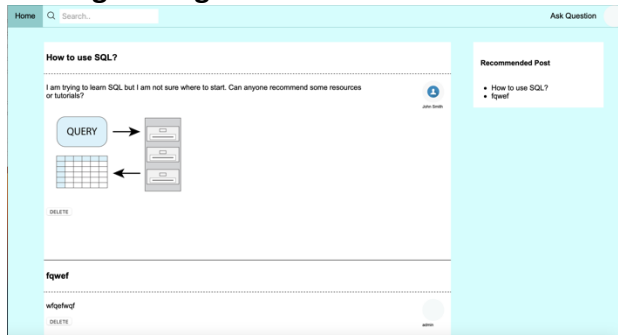 Home Search.. Ask Question
How to use SQL?
I am trying to learn SQL but I am not sure where to start. Can anyone recommend some resources
or tutorials?
John Smith
QUERY
DELETE
Recommended Post
How to use SQL?
fqwef
fqwef
wfqefwqf
DELETE
admin